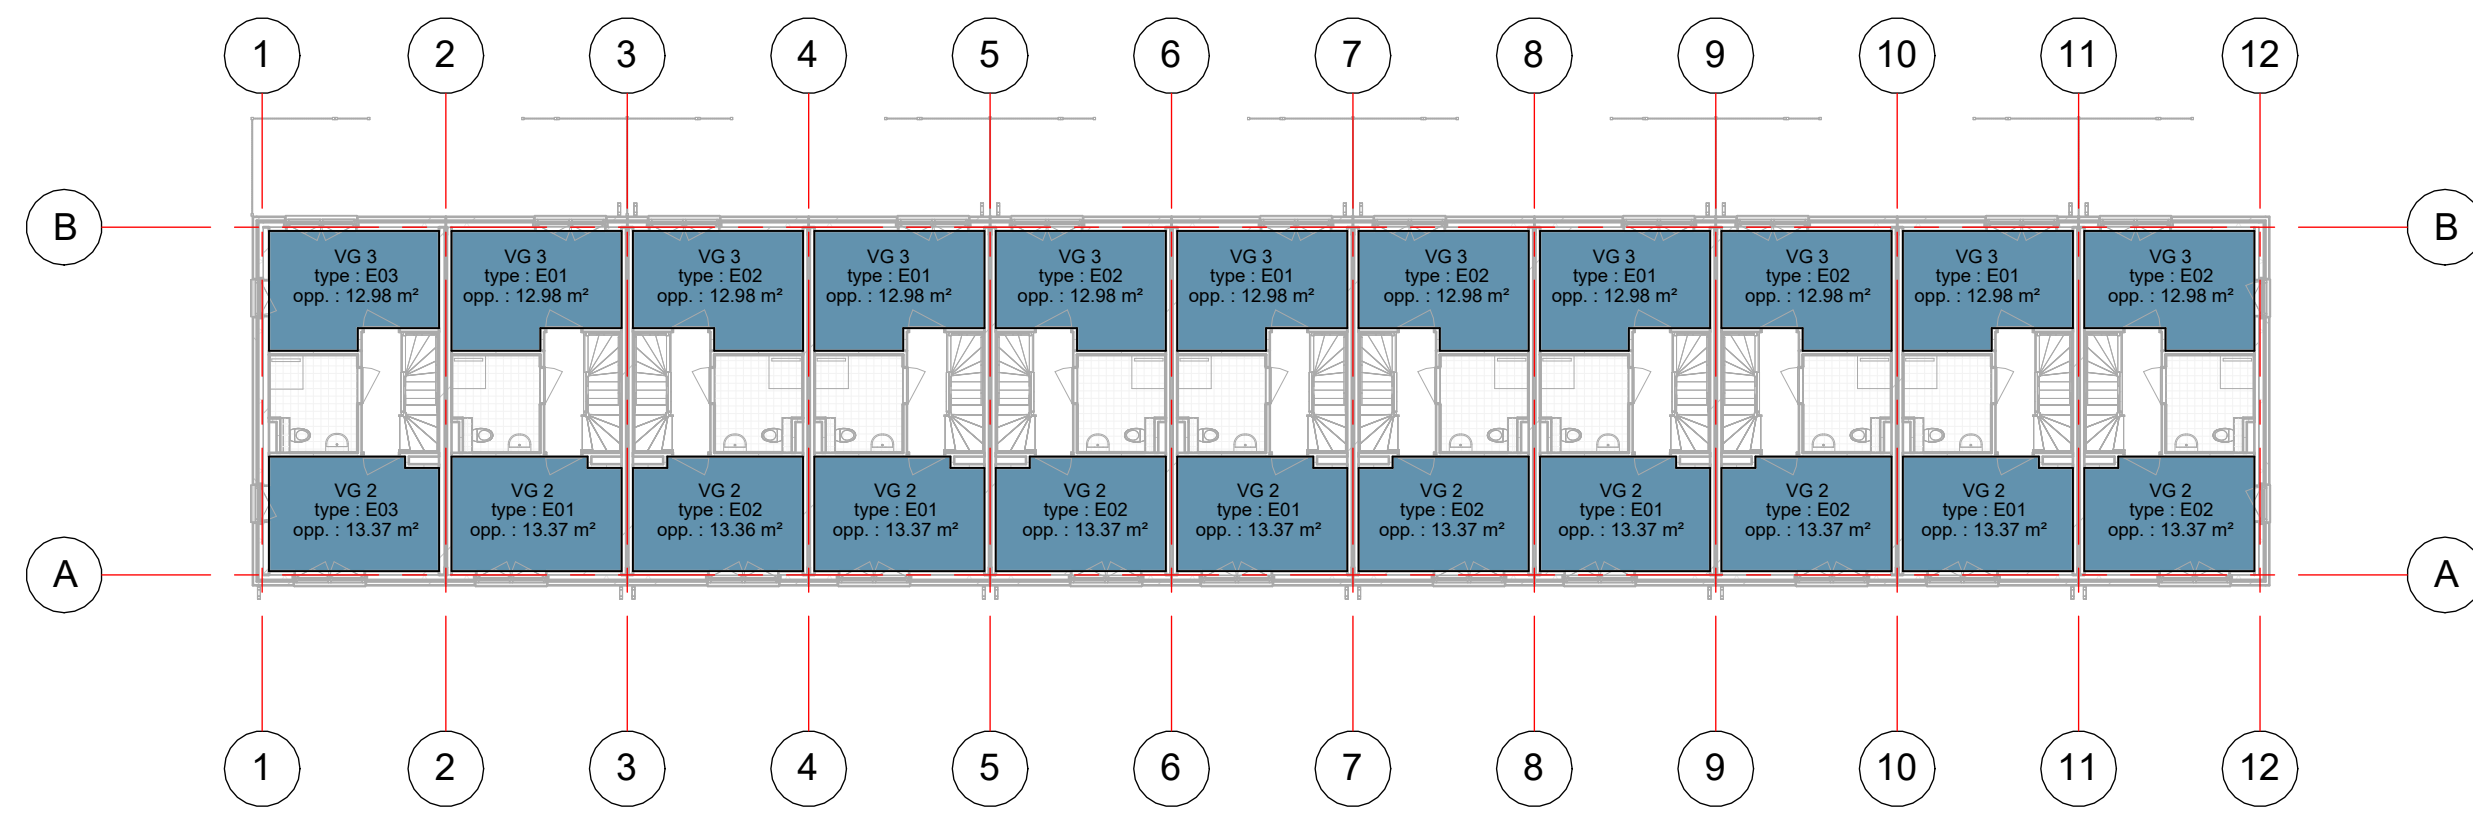 1 2 3 4 5 6 7 8 9 10 11 12
B B
VG 3
type : E03
opp. : 12.98 m²
VG 3
type : E01
opp. : 12.98 m²
VG 3
type : E02
opp. : 12.98 m²
VG 3
type : E01
opp. : 12.98 m²
VG 3
type : E02
opp. : 12.98 m²
VG 3
type : E01
opp. : 12.98 m²
VG 3
type : E02
opp. : 12.98 m²
VG 3
type : E01
opp. : 12.98 m²
VG 3
type : E02
opp. : 12.98 m²
VG 3
type : E01
opp. : 12.98 m²
VG 3
type : E02
opp. : 12.98 m²
VG 2
type : E03
opp. : 13.37 m²
VG 2
type : E01
opp. : 13.37 m²
VG 2
type : E02
opp. : 13.36 m²
VG 2
type : E01
opp. : 13.37 m²
VG 2
type : E02
opp. : 13.37 m²
VG 2
type : E01
opp. : 13.37 m²
VG 2
type : E02
opp. : 13.37 m²
VG 2
type : E01
opp. : 13.37 m²
VG 2
type : E02
opp. : 13.37 m²
VG 2
type : E01
opp. : 13.37 m²
VG 2
type : E02
opp. : 13.37 m²
A A
1 2 3 4 5 6 7 8 9 10 11 12